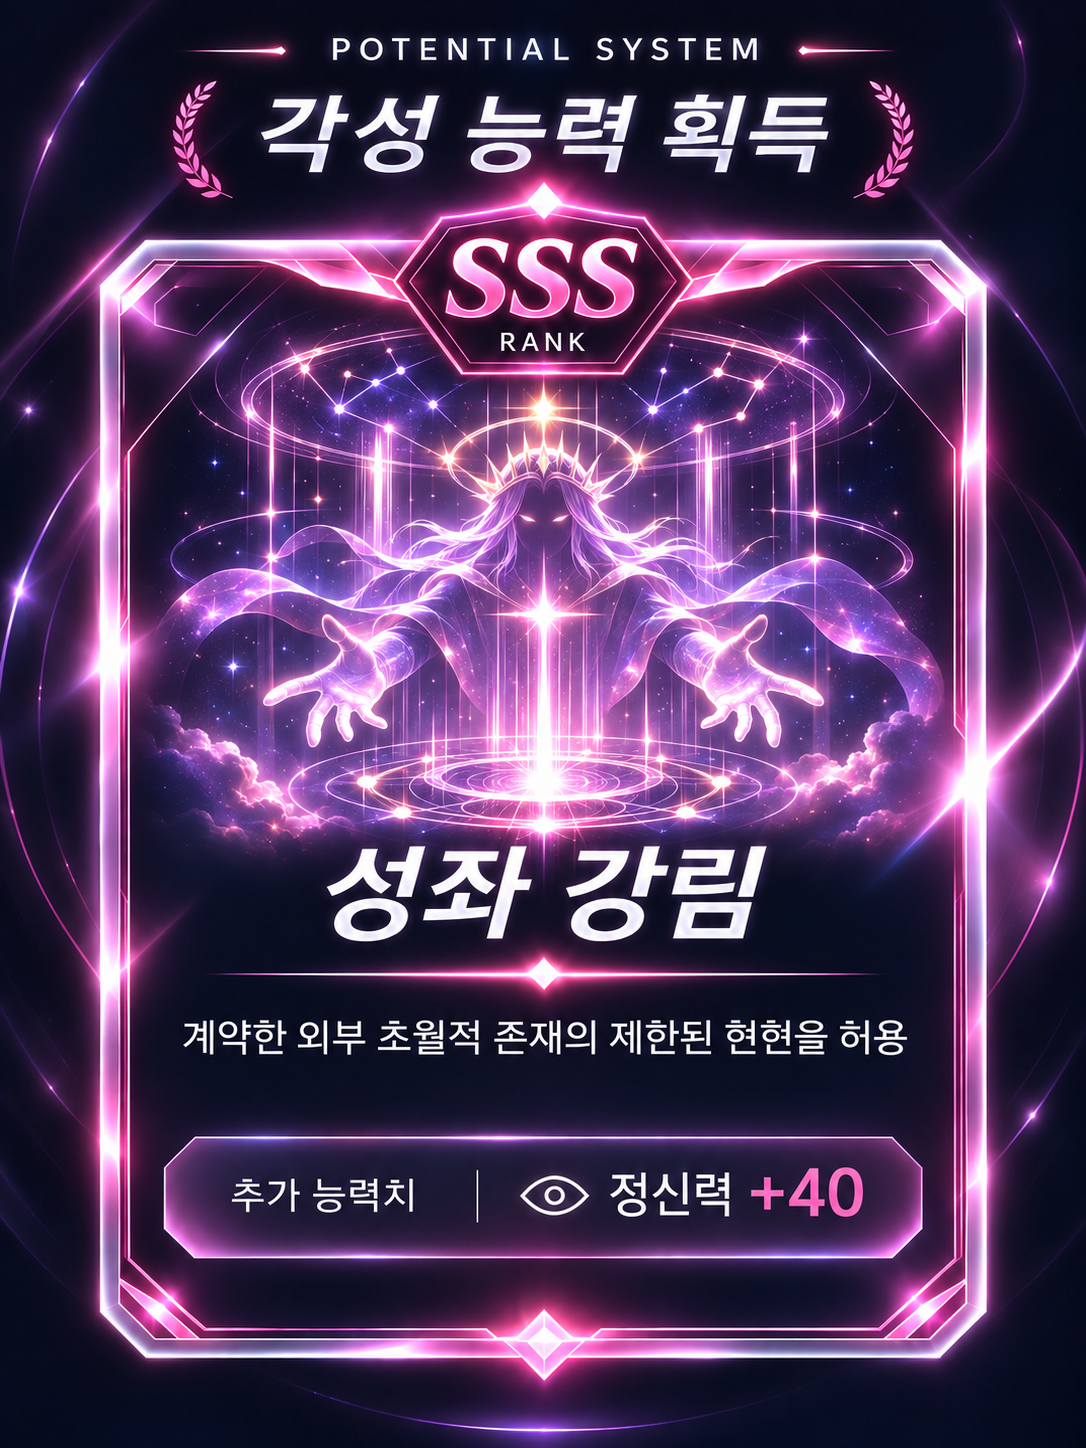 POTENTIAL SYSTEM
각성 능력 획득
SSS
RANK
성좌 강림
계약한 외부 초월적 존재의 제한된 현현을 허용
추가 능력치 정신력 +40